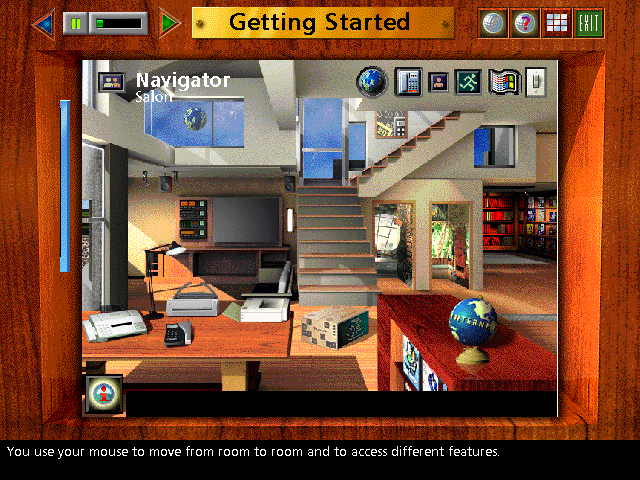 Getting Started
EXIT
Navigator
Salon
INTERNET
You use your mouse to move from room to room and to access different features.